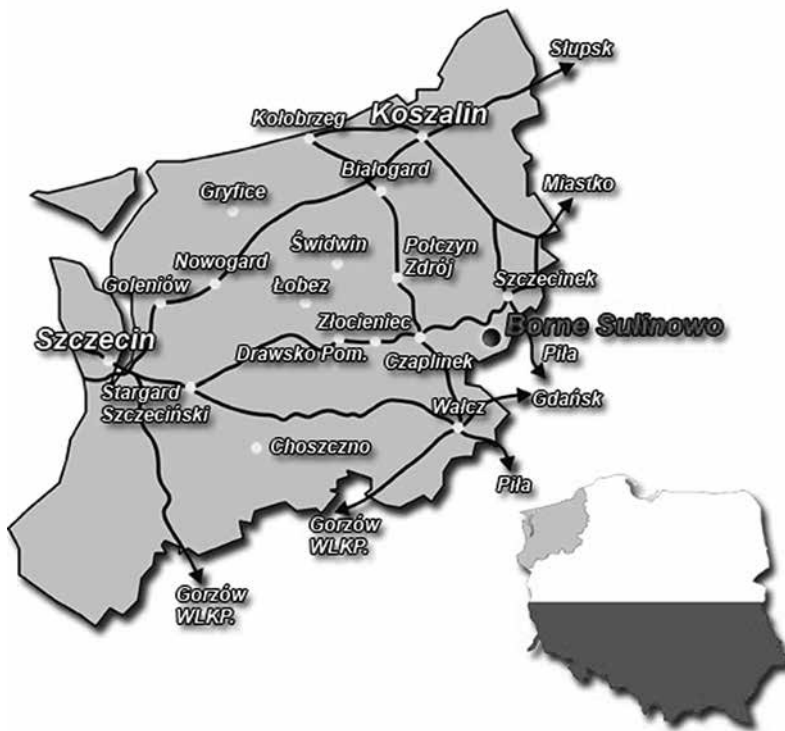 Słupsk
Kołobrzeg
Koszalin
Białogard
Miastko
Gryfice
Świdwin
Połczyn
Zdrój
Nowogard
Szczecinek
Goleniów
Łobez
Złocieniec
Borne Sulinowo
Szczecin
Drawsko Pom.
Czaplinek
Piła
Stargard
Szczeciński
Gdańsk
Wałcz
Choszczno
Piła
Gorzów
WLKP.
Gorzów
WLKP.